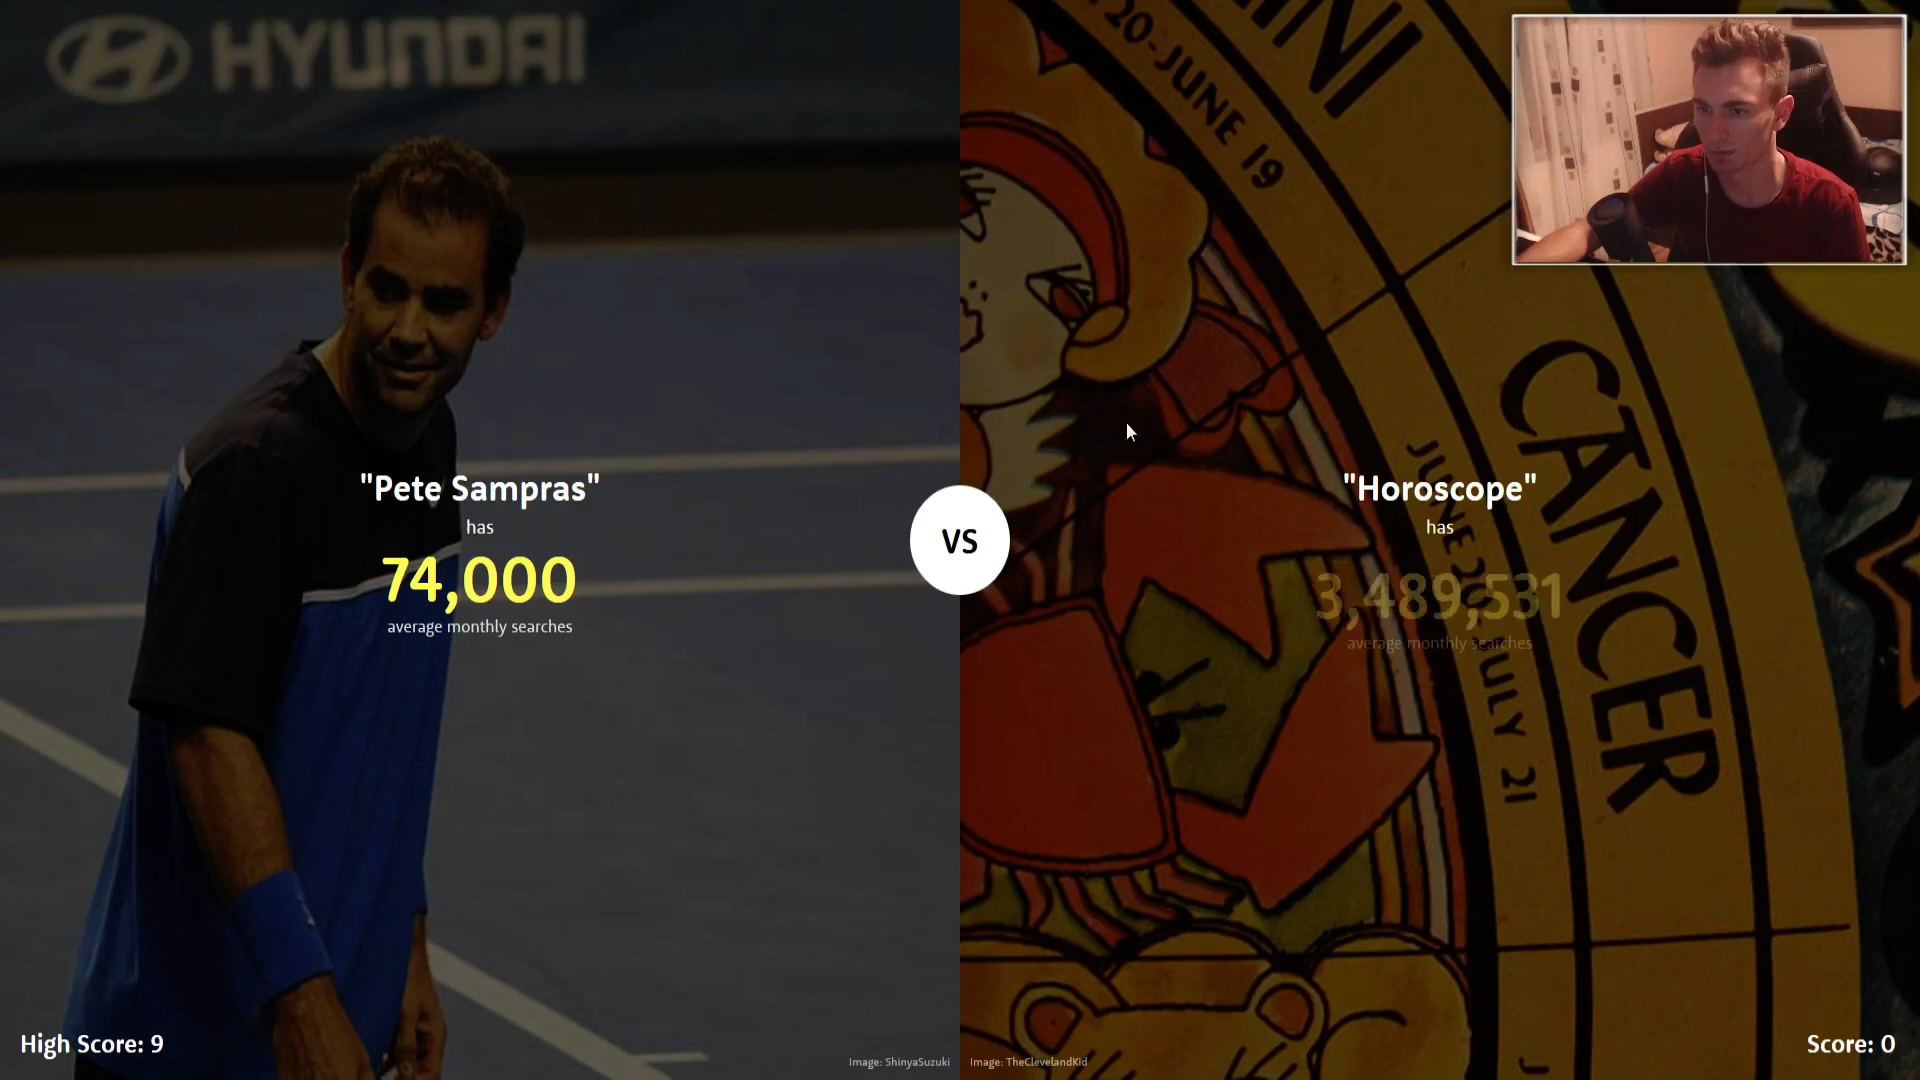 HYUNDAI
"Pete Sampras"
has
74,000
average monthly searches
VS
"Horoscope"
has
3,489,531
average monthly searches
20-JUNE 19
CANCER
JUNE 20
JULY 21
High Score: 9
Image: ShinyaSuzuki
Image: TheClevelandKid
Score: 0